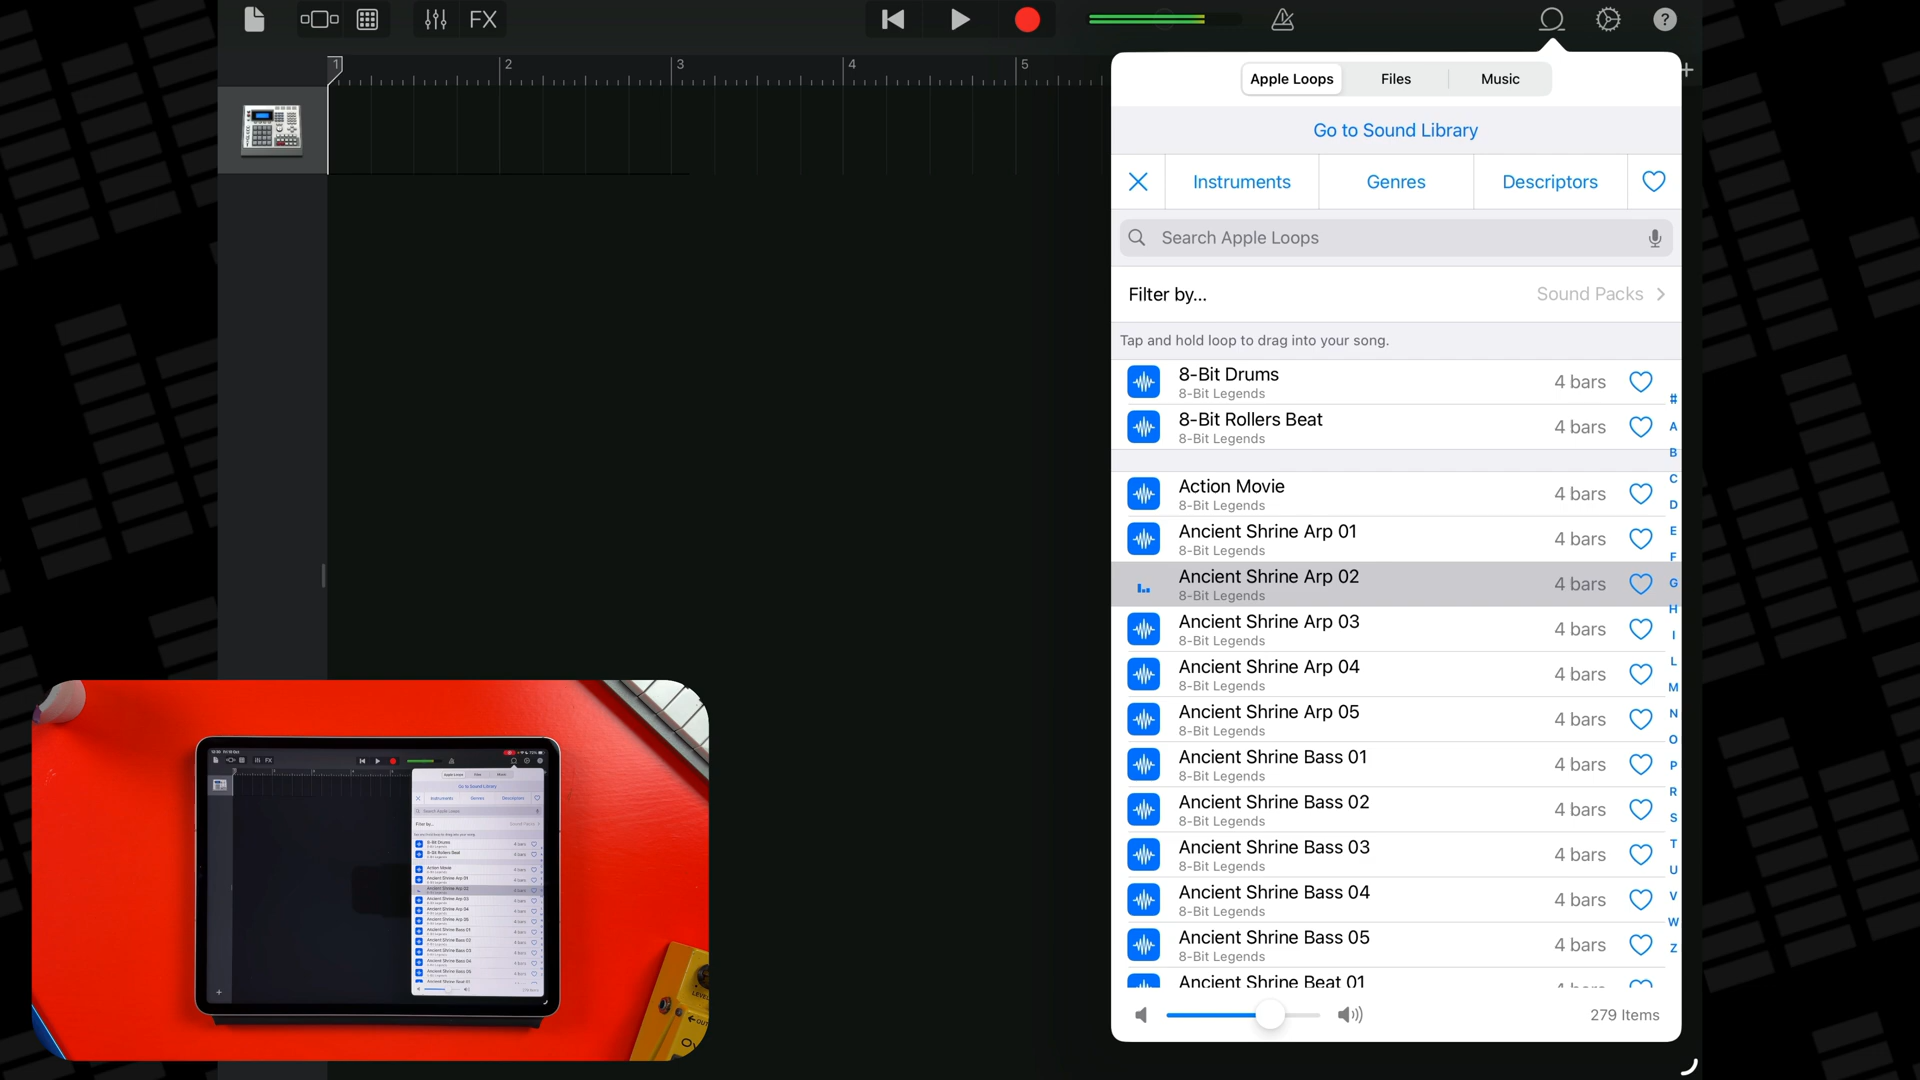 FX
?
1
2
3
4
5
Apple Loops
Files
Music
Go to Sound Library
Instruments
Genres
Descriptors
Search Apple Loops
Filter by...
Sound Packs
Tap and hold loop to drag into your song.
8-Bit Drums
8-Bit Legends
4 bars
8-Bit Rollers Beat
8-Bit Legends
4 bars
Action Movie
8-Bit Legends
4 bars
Ancient Shrine Arp 01
8-Bit Legends
4 bars
Ancient Shrine Arp 02
8-Bit Legends
4 bars
Ancient Shrine Arp 03
8-Bit Legends
4 bars
Ancient Shrine Arp 04
8-Bit Legends
4 bars
Ancient Shrine Arp 05
8-Bit Legends
4 bars
Ancient Shrine Bass 01
8-Bit Legends
4 bars
Ancient Shrine Bass 02
8-Bit Legends
4 bars
Ancient Shrine Bass 03
8-Bit Legends
4 bars
Ancient Shrine Bass 04
8-Bit Legends
4 bars
Ancient Shrine Bass 05
8-Bit Legends
4 bars
Ancient Shrine Beat 01
4 bars
#
A
B
C
D
E
F
G
H
I
L
M
N
O
P
R
S
T
U
V
W
Z
279 Items